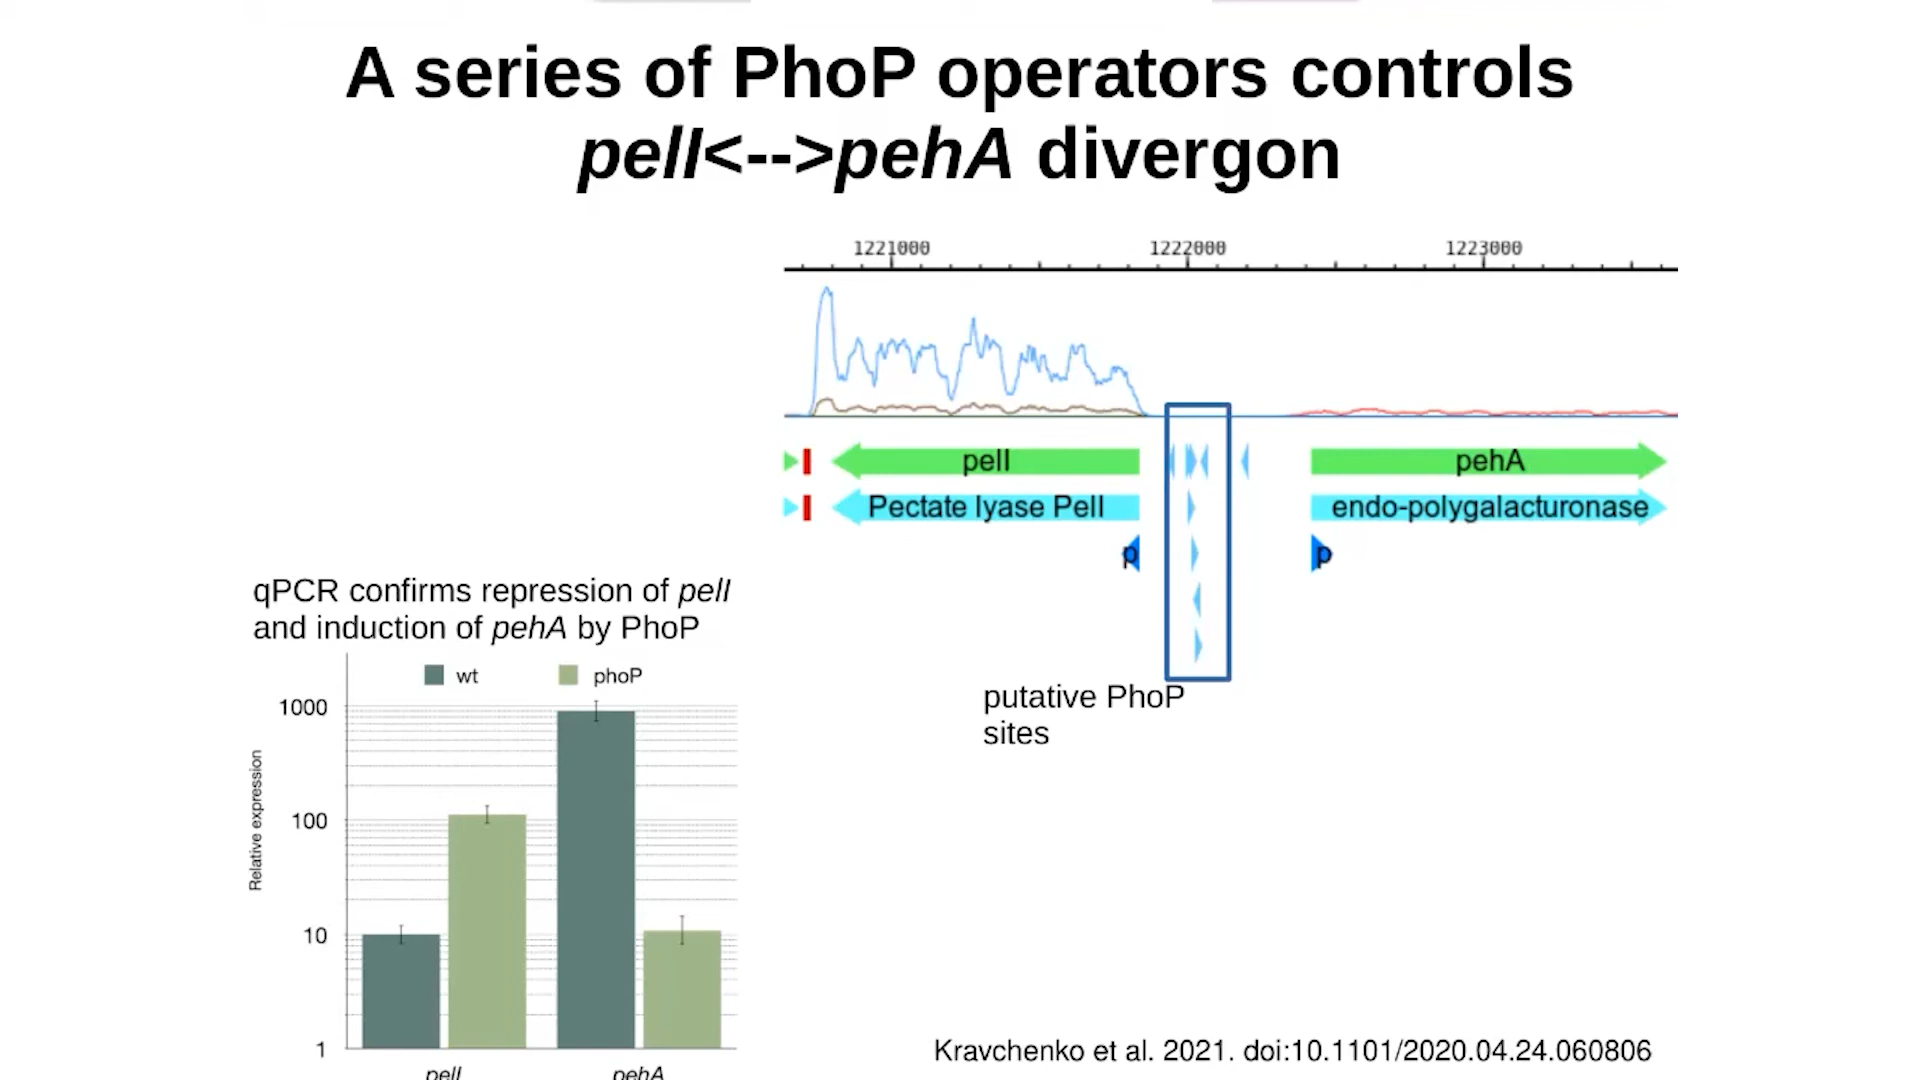 A series of PhoP operators controls
pelI<-->pehA divergon
1221000 1222000 1223000
pelI pehA
Pectate lyase PelI endo-polygalacturonase
p p
putative PhoP
sites
qPCR confirms repression of pelI
and induction of pehA by PhoP
wt phoP
1000
100
10
1
Relative expression
pelI pehA
Kravchenko et al. 2021. doi:10.1101/2020.04.24.060806